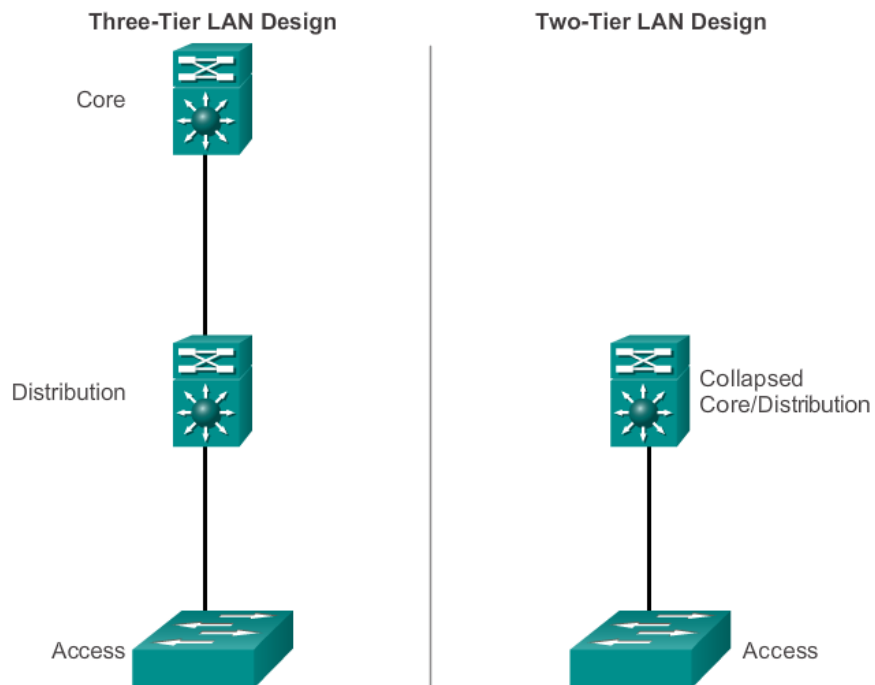 Three-Tier LAN Design
Core
Distribution
Access
Two-Tier LAN Design
Collapsed
Core/Distribution
Access